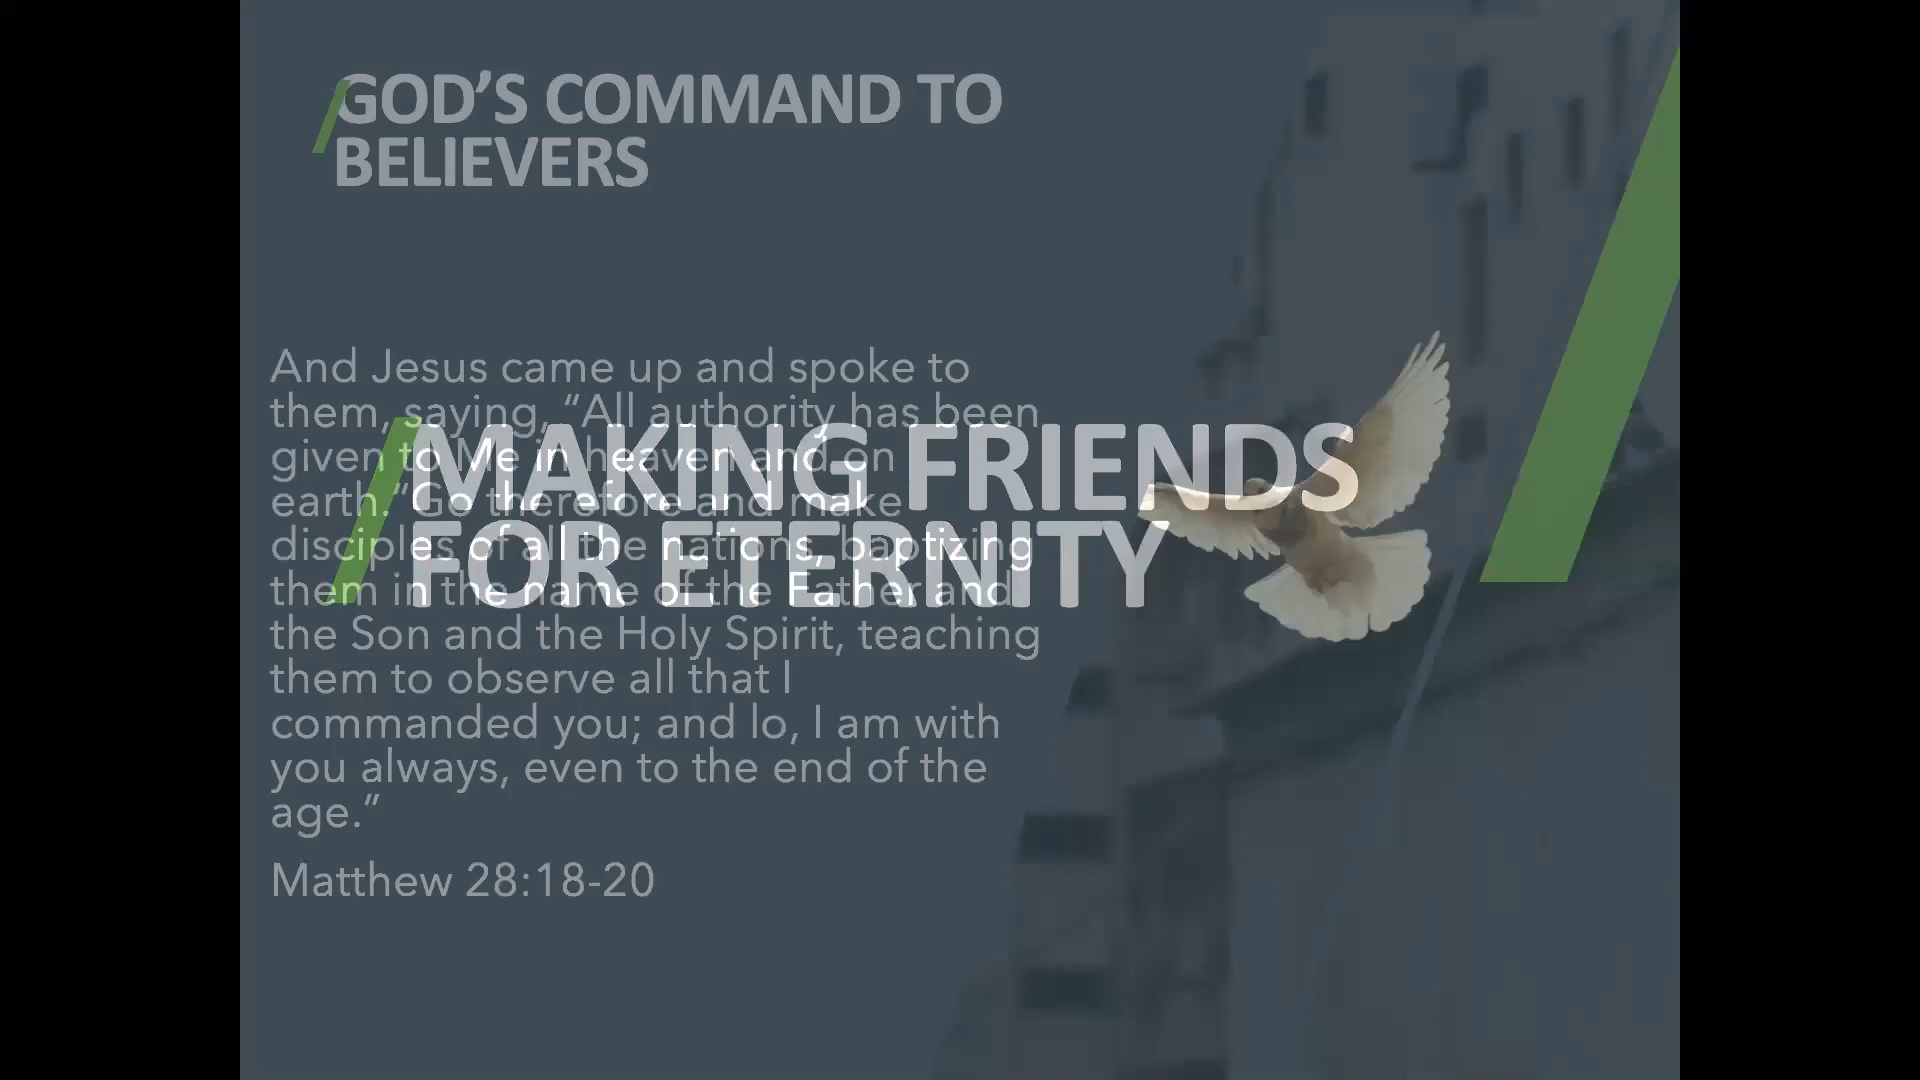 GOD’S COMMAND TO
BELIEVERS
And Jesus came up and spoke to
them, saying, “All authority has been
given to Me in heaven and on
earth.“Go therefore and make
disciples of all the nations, baptizing
them in the name of the Father and
the Son and the Holy Spirit, teaching
them to observe all that I
commanded you; and lo, I am with
you always, even to the end of the
age.”
Matthew 28:18-20
MAKING FRIENDS
FOR ETERNITY